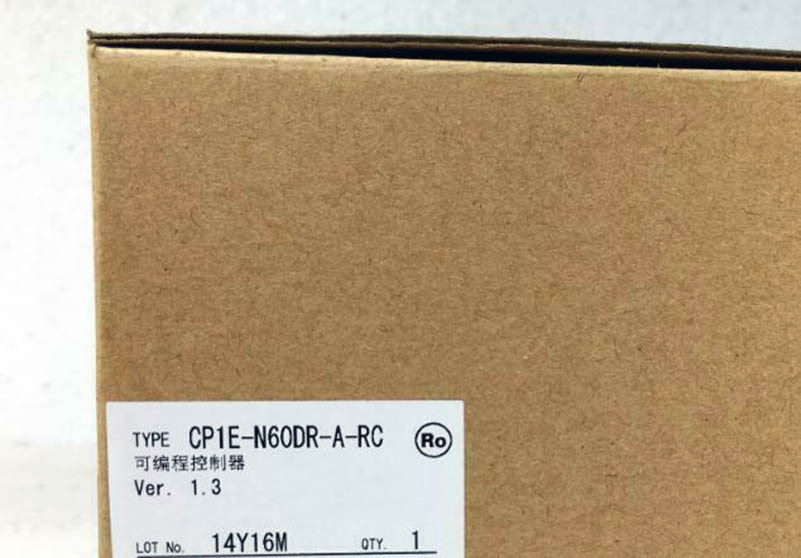 TYPE CP1E-N60DR-A-RC Ro
可编程控制器
Ver. 1.3
LOT No. 14Y16M QTY. 1